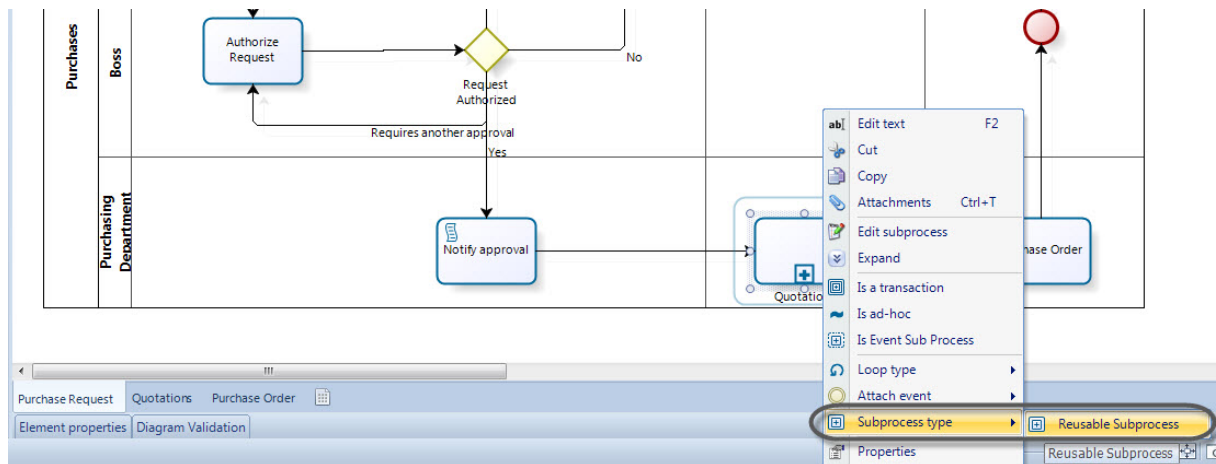 Purchases
Boss
Authorize
Request
No
Request
Authorized
Requires another approval
Yes
Purchasing
Department
Notify approval
Edit text F2
Cut
Copy
Attachments Ctrl+T
Edit subprocess
Expand
Is a transaction
Is ad-hoc
Is Event Sub Process
Loop type
Attach event
Subprocess type
Reusable Subprocess
Properties
Order
Purchase Request Quotations Purchase Order
Element properties Diagram Validation
Reusable Subprocess